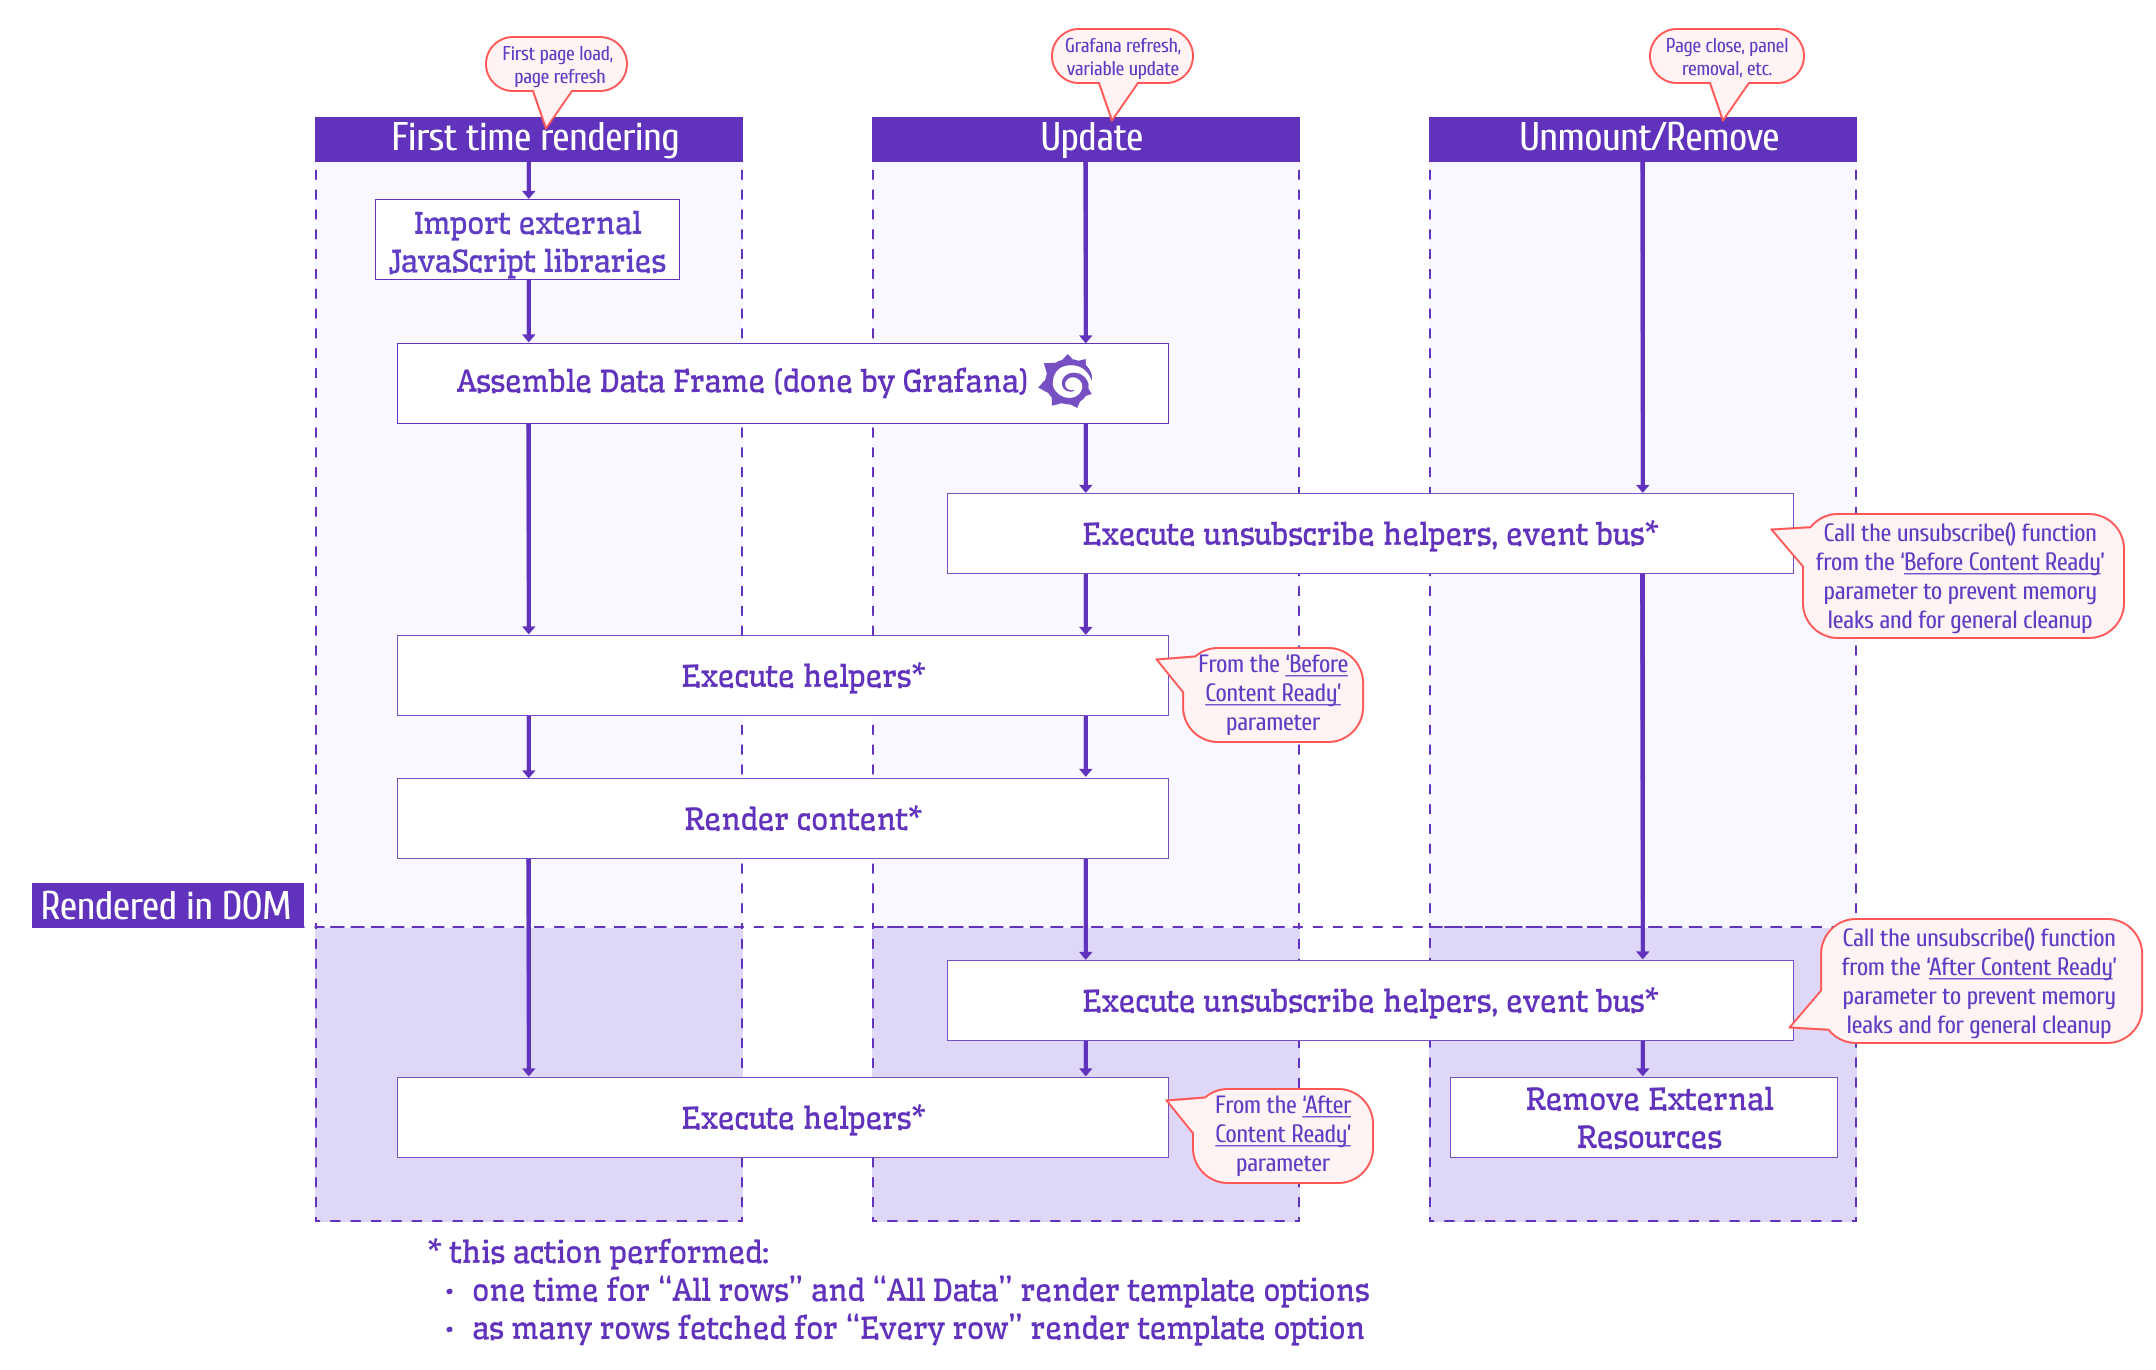 First page load,
page refresh
Grafana refresh,
variable update
Page close, panel
removal, etc.
First time rendering
Update
Unmount/Remove
Import external
JavaScript libraries
Assemble Data Frame (done by Grafana)
Execute unsubscribe helpers, event bus*
Call the unsubscribe() function
from the ‘Before Content Ready’
parameter to prevent memory
leaks and for general cleanup
Execute helpers*
From the ‘Before
Content Ready’
parameter
Render content*
Rendered in DOM
Execute unsubscribe helpers, event bus*
Call the unsubscribe() function
from the ‘After Content Ready’
parameter to prevent memory
leaks and for general cleanup
Execute helpers*
From the ‘After
Content Ready’
parameter
Remove External
Resources
* this action performed:
· one time for “All rows” and “All Data” render template options
· as many rows fetched for “Every row” render template option